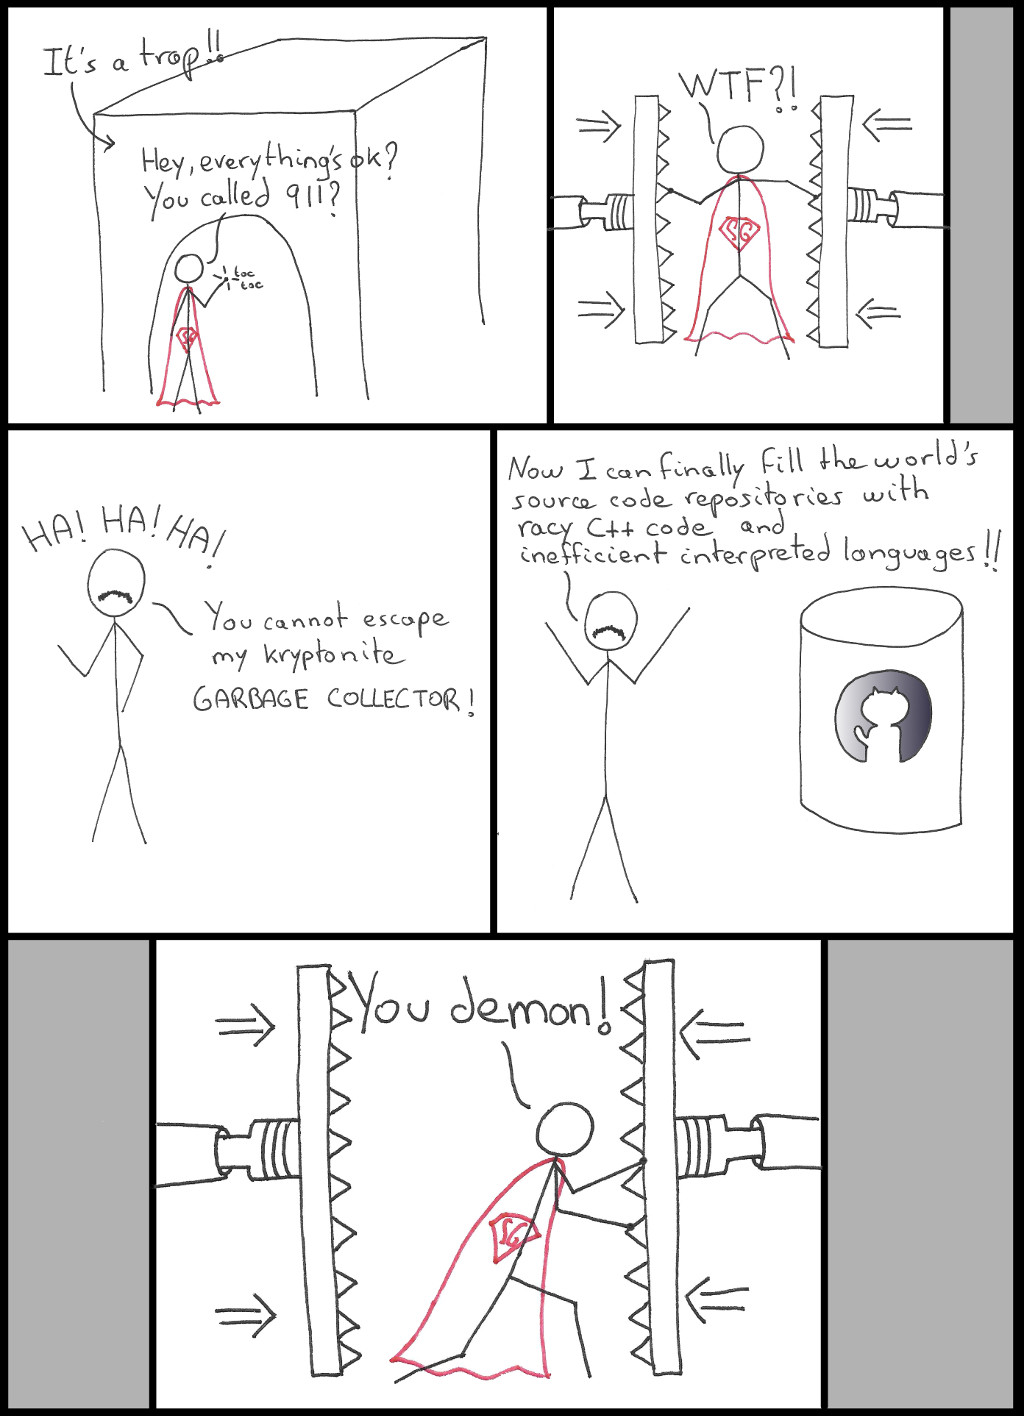 It's a trap!!
Hey, everything's ok?
You called 911?
toc
toc
SG
WTF?!
SG
HA! HA! HA!
You cannot escape
my kryptonite
GARBAGE COLLECTOR!
Now I can finally fill the world's
source code repositories with
racy C++ code and
inefficient interpreted languages!!
You demon!
SG